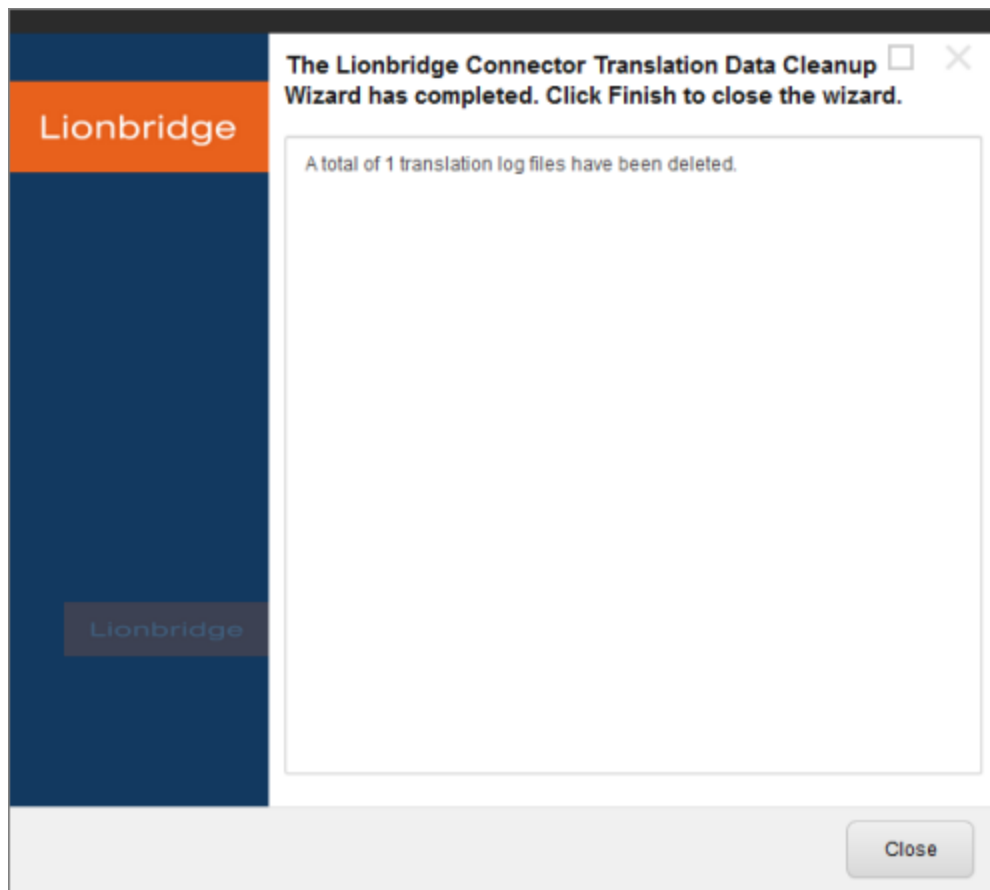 The Lionbridge Connector Translation Data Cleanup
Wizard has completed. Click Finish to close the wizard.
Lionbridge
A total of 1 translation log files have been deleted.
Lionbridge
Close